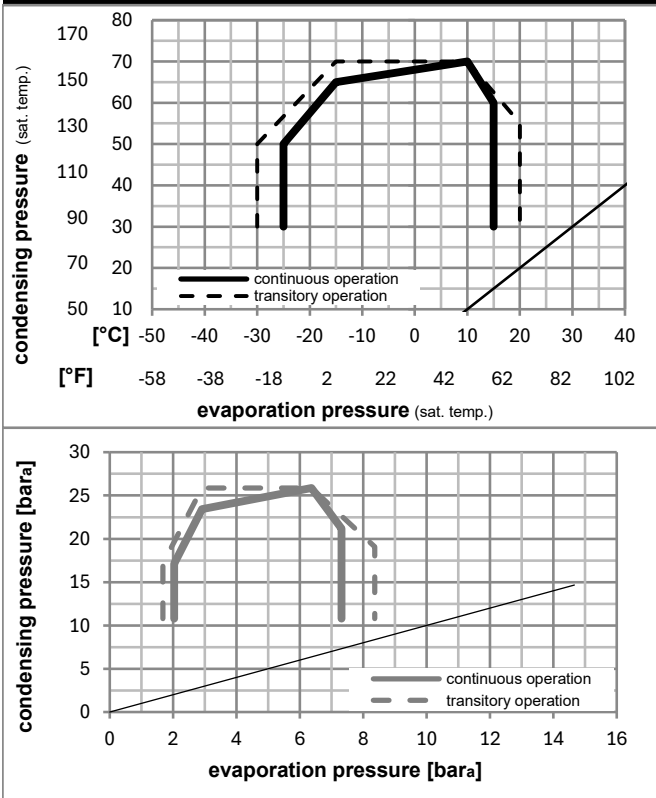 condensing pressure (sat. temp.)
170 80
150 70
60
130 50
110 40
90 30
70 20
50 10
continuous operation
transitory operation
[°C] -50 -40 -30 -20 -10 0 10 20 30 40
[°F] -58 -38 -18 2 22 42 62 82 102
evaporation pressure (sat. temp.)
condensing pressure [bara]
30
25
20
15
10
5
0
continuous operation
transitory operation
0 2 4 6 8 10 12 14 16
evaporation pressure [bara]